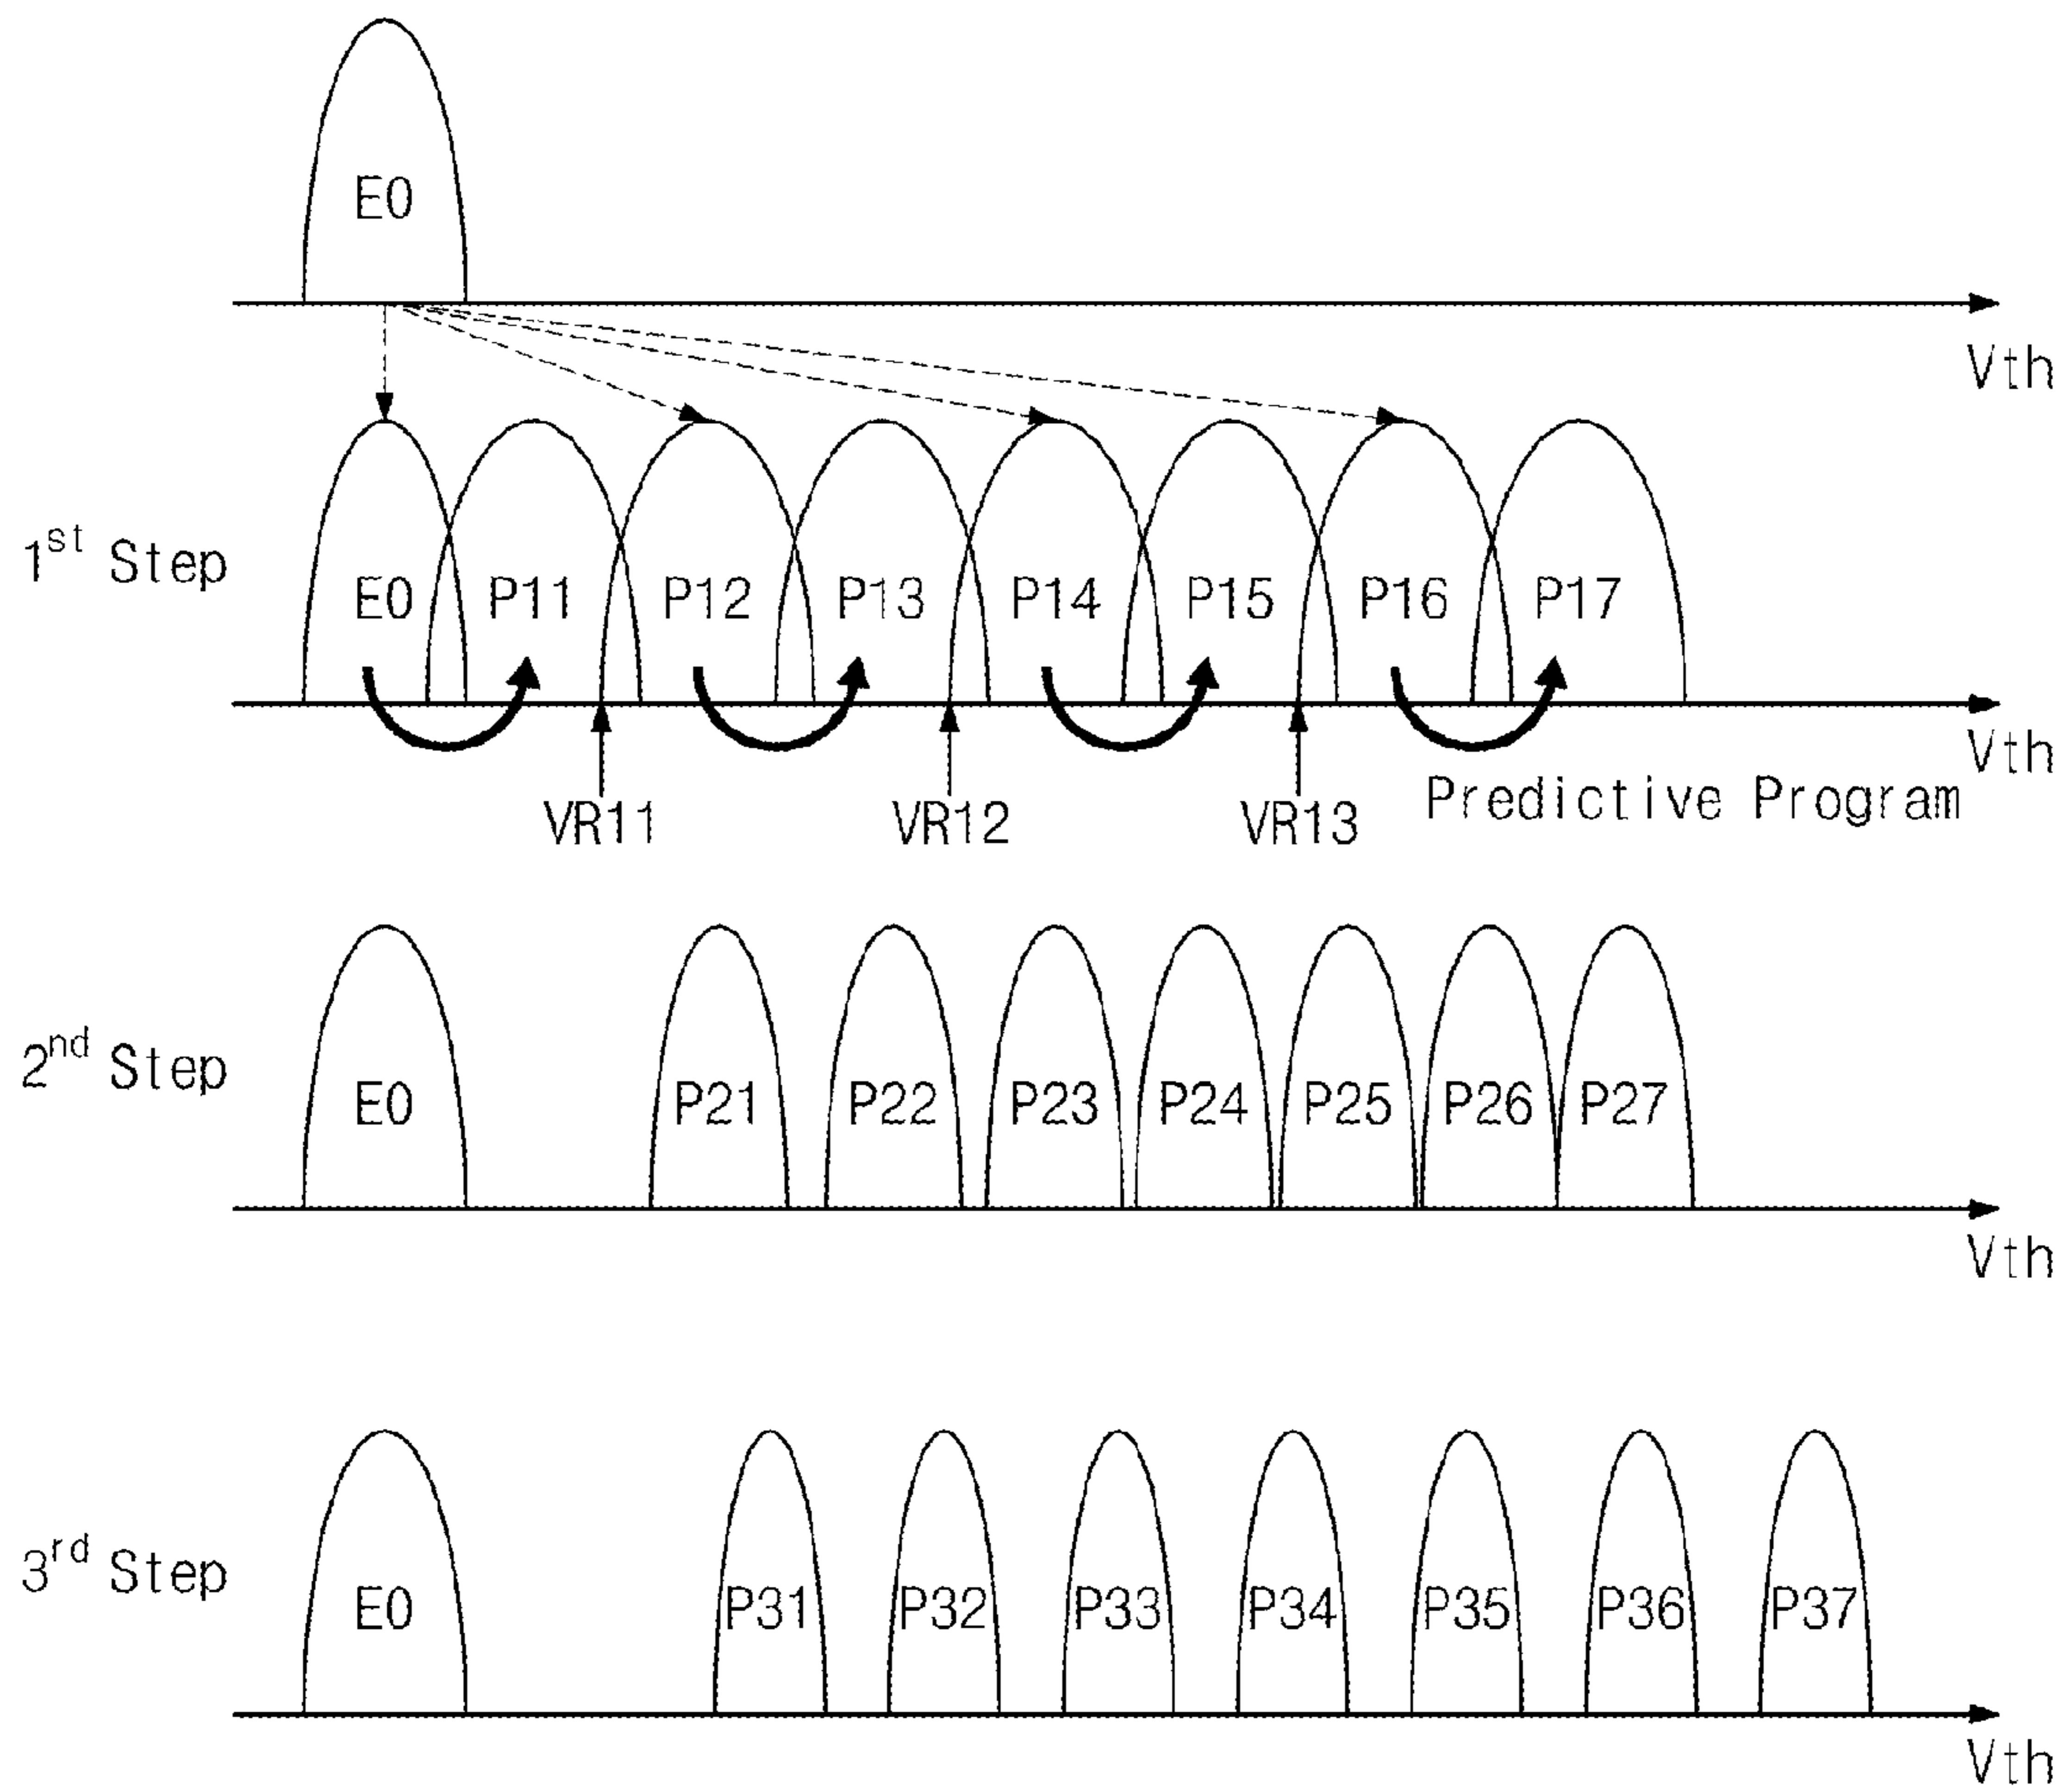 E0
Vth
1st Step
E0 P11 P12 P13 P14 P15 P16 P17
Vth
VR11 VR12 VR13 Predictive Program
2nd Step
E0 P21 P22 P23 P24 P25 P26 P27
Vth
3rd Step
E0 P31 P32 P33 P34 P35 P36 P37
Vth